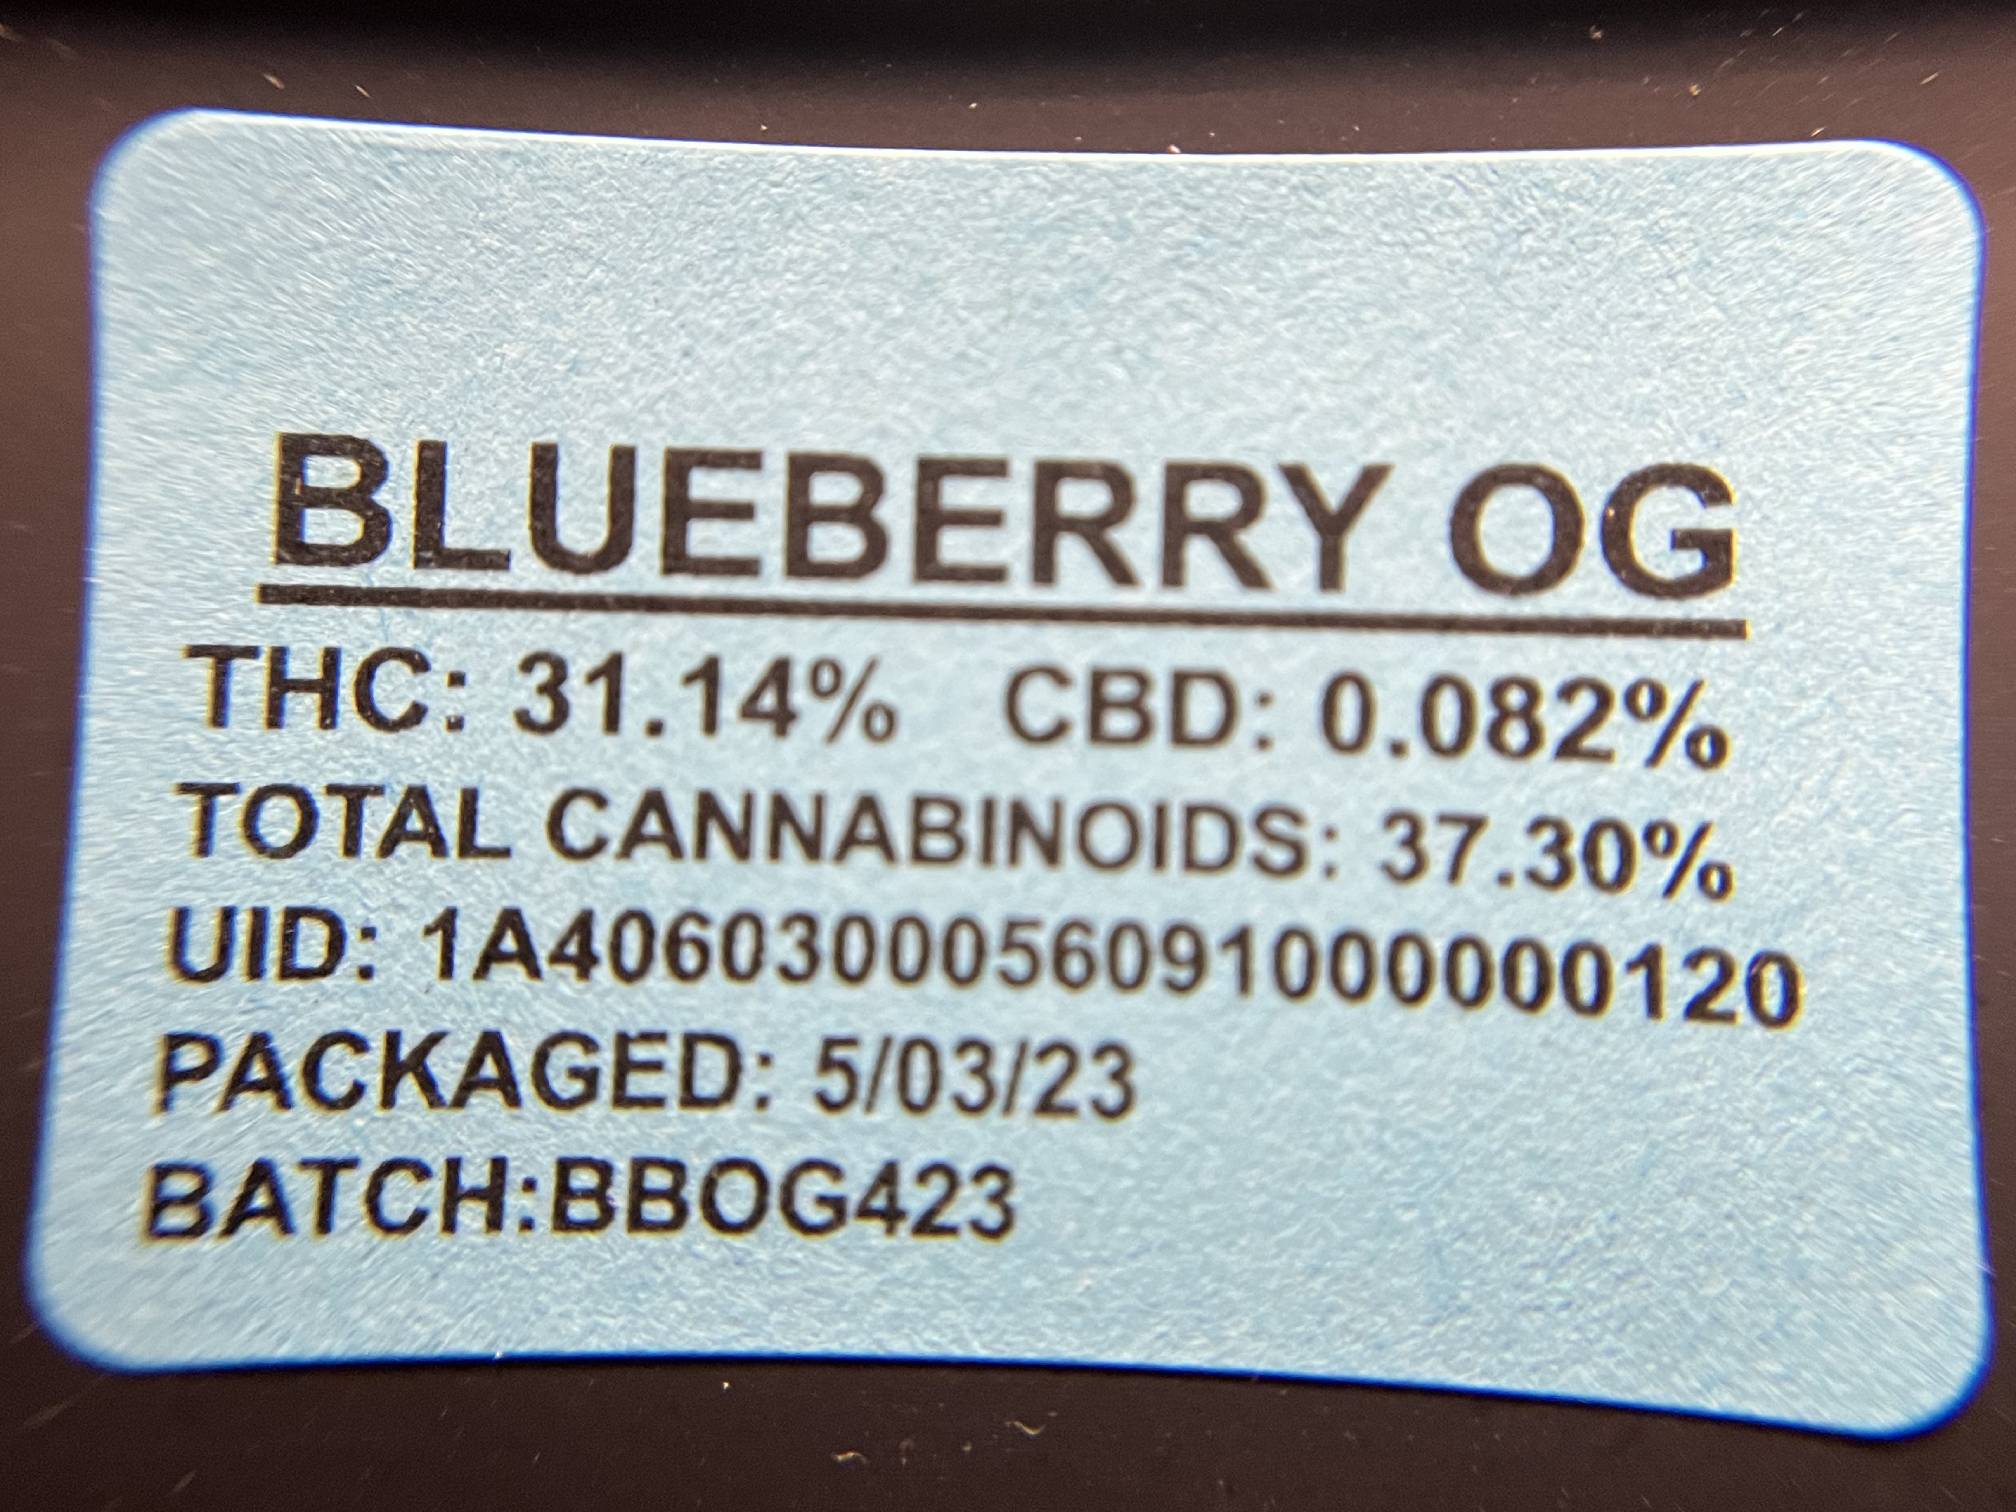 BLUEBERRY OG
THC: 31.14% CBD: 0.082%
TOTAL CANNABINOIDS: 37.30%
UID: 1A4060300056091000000120
PACKAGED: 5/03/23
BATCH:BBOG423